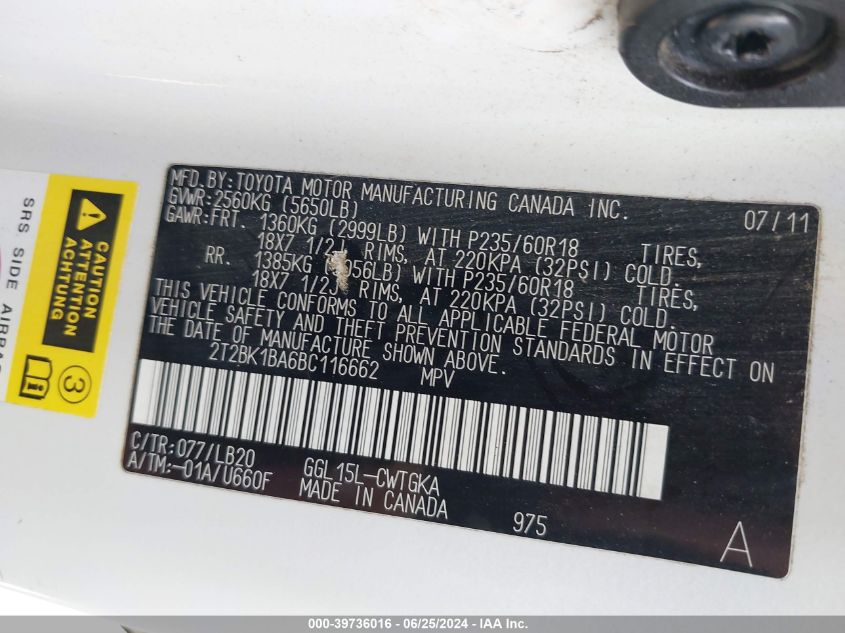 MFD. BY: TOYOTA MOTOR MANUFACTURING CANADA INC. 07/11
GVWR: 2560KG (5650LB)
GAWR: FRT. 1360KG (2999LB) WITH P235/60R18 TIRES,
18X7 1/2J RIMS, AT 220KPA (32PSI) COLD.
RR. 1385KG (056LB) WITH P235/60R18 TIRES,
18X7 1/2J RIMS, AT 220KPA (32PSI) COLD.
THIS VEHICLE CONFORMS TO ALL APPLICABLE FEDERAL MOTOR
VEHICLE SAFETY AND THEFT PREVENTION STANDARDS IN EFFECT ON
THE DATE OF MANUFACTURE SHOWN ABOVE.
2T2BK1BA6BC116662 MPV
C/TR: 077/LB20
A/TM: -01A/U660F
GGL15L-CWTGKA
MADE IN CANADA
975
A
CAUTION
ATTENTION
ACHTUNG
3
SRS SIDE AIRBAG
000-39736016 - 06/25/2024 - IAA Inc.